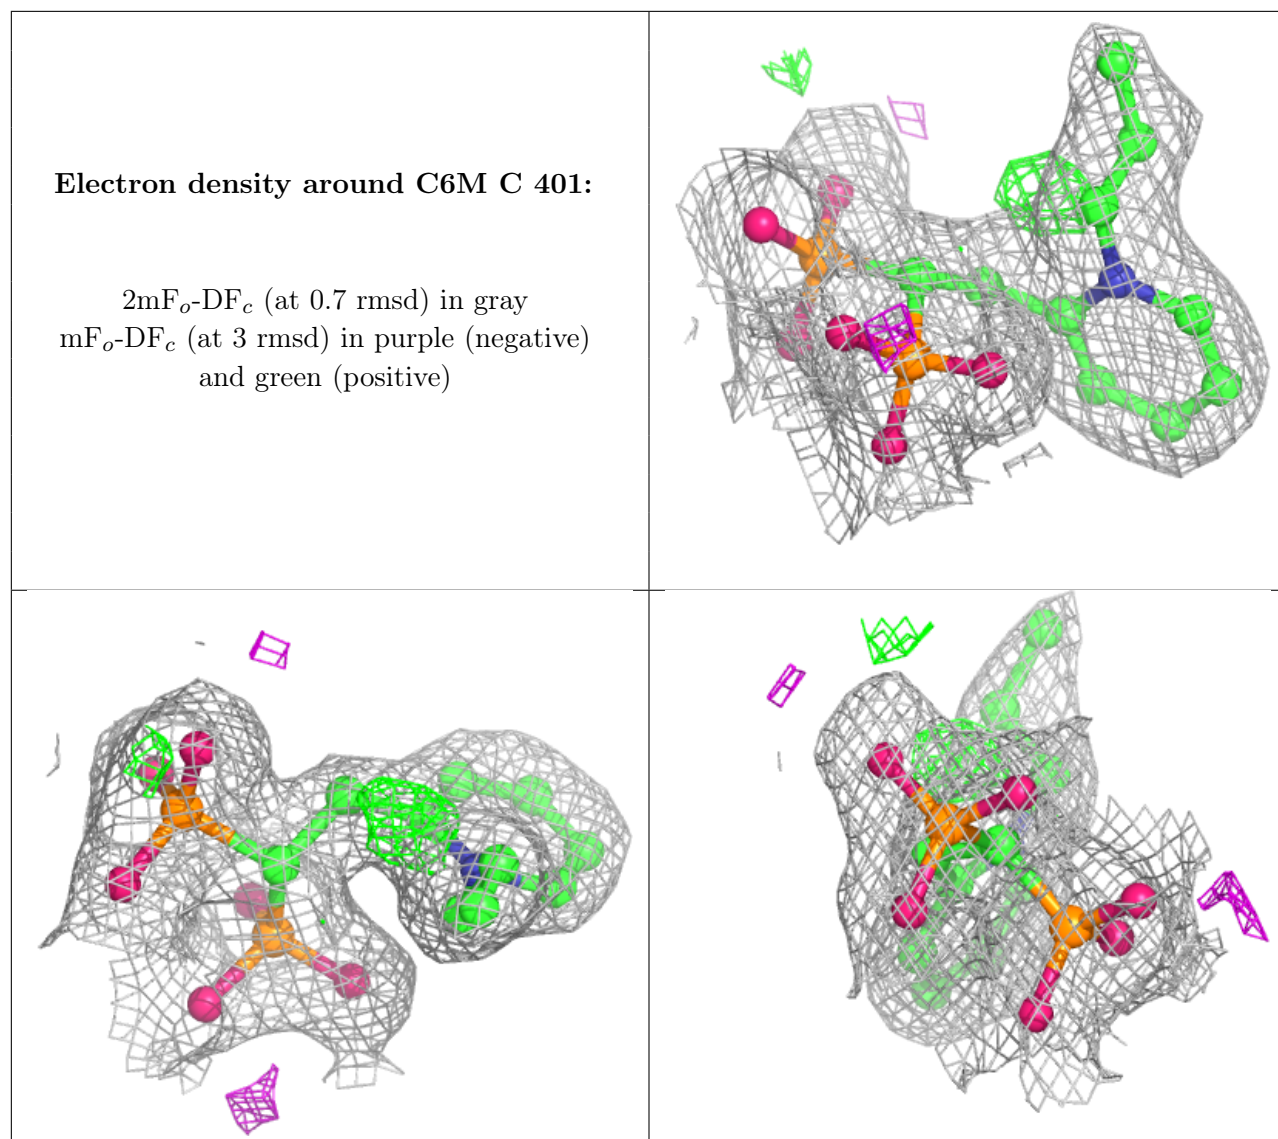 Electron density around C6M C 401:
2mFo-DFc (at 0.7 rmsd) in gray
mFo-DFc (at 3 rmsd) in purple (negative)
and green (positive)